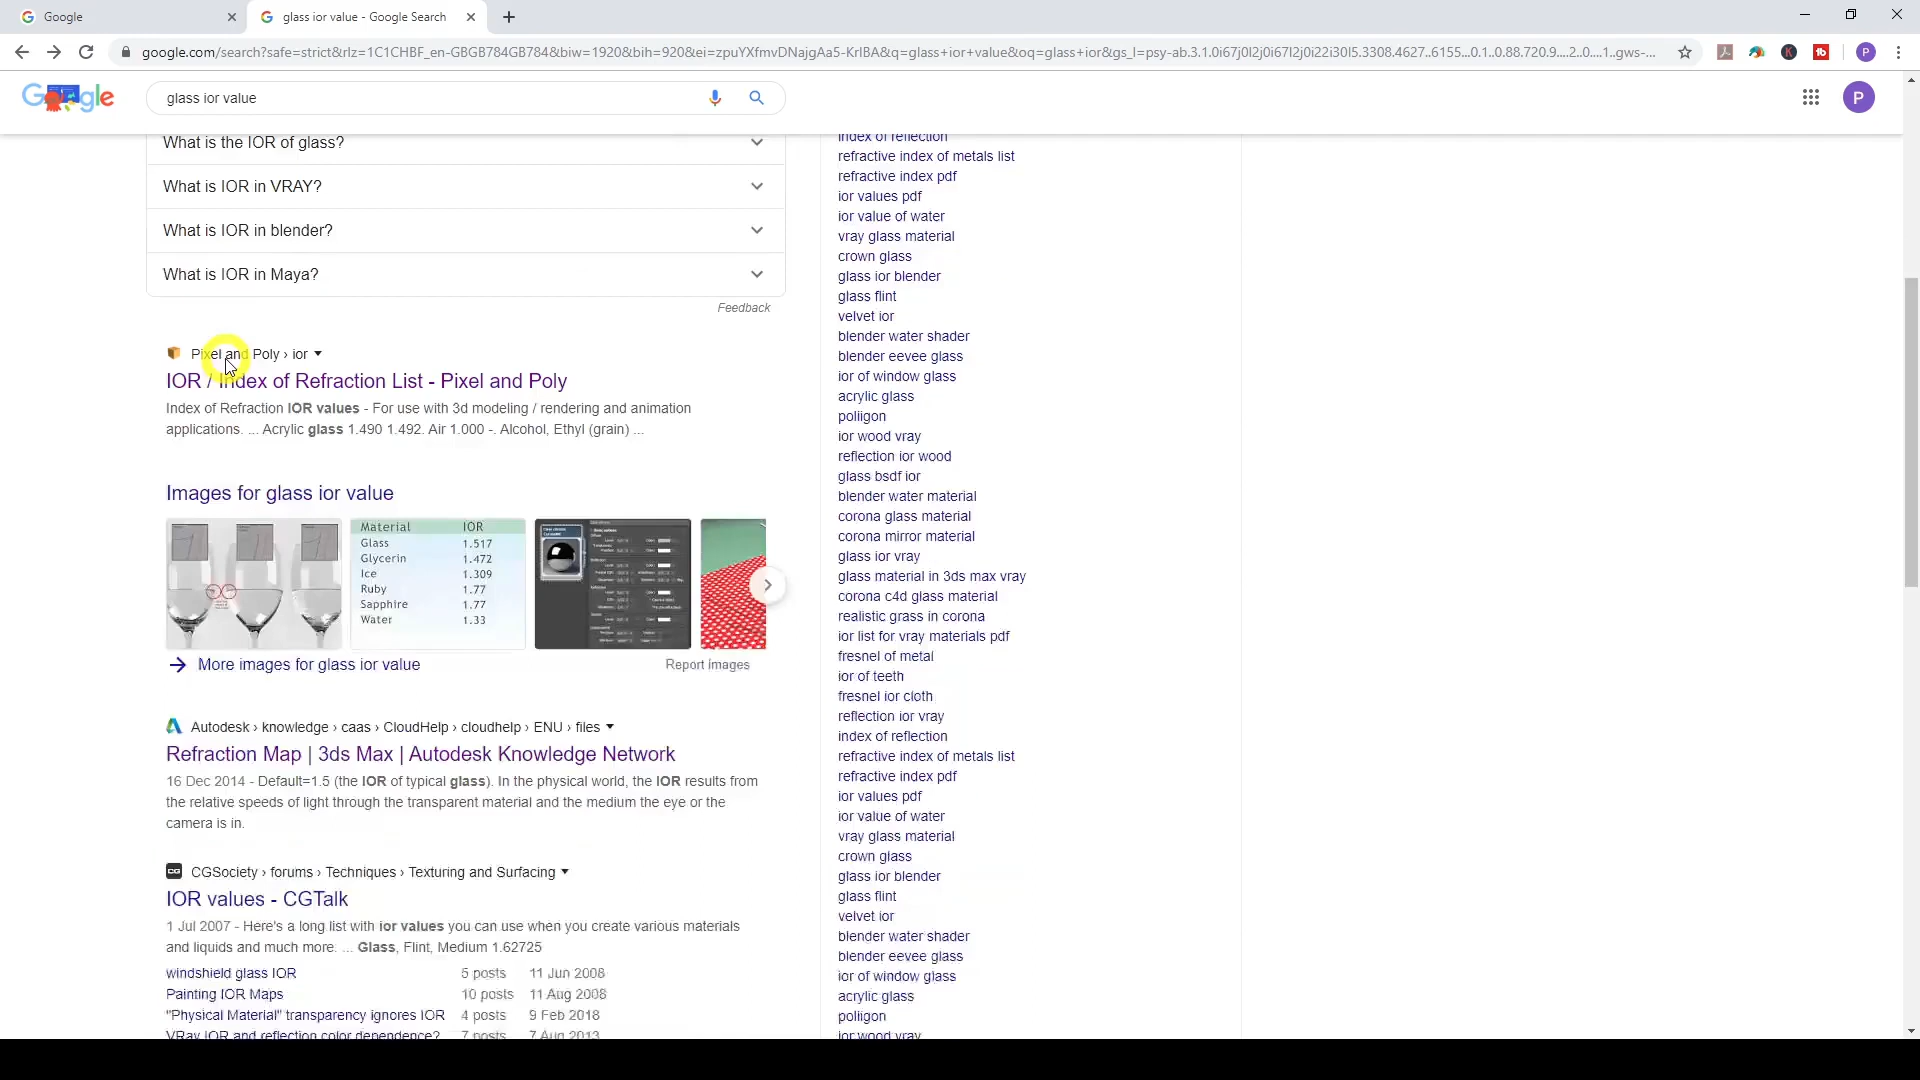 Google
glass ior value - Google Search
google.com/search?safe=strict&rlz=1C1CHBF_en-GBGB784GB784&biw=1920&bih=920&ei=zpuYXfmvDNajgAa5-KrIBA&q=glass+ior+value&oq=glass+ior&gs_l=psy-ab.3.1.0i67j0l2j0i67l2j0i22i30l5.3308.4627..6155...0.1..0.88.720.9....2..0....1..gws-...
P
glass ior value
P
What is the IOR of glass?
What is IOR in VRAY?
What is IOR in blender?
What is IOR in Maya?
Feedback
Pixel and Poly › ior
IOR / Index of Refraction List - Pixel and Poly
Index of Refraction IOR values - For use with 3d modeling / rendering and animation
applications. ... Acrylic glass 1.490 1.492. Air 1.000 -. Alcohol, Ethyl (grain) ...
Images for glass ior value
Material IOR
Glass 1.517
Glycerin 1.472
Ice 1.309
Ruby 1.77
Sapphire 1.77
Water 1.33
More images for glass ior value
Report images
Autodesk › knowledge › caas › CloudHelp › cloudhelp › ENU › files
Refraction Map | 3ds Max | Autodesk Knowledge Network
16 Dec 2014 - Default=1.5 (the IOR of typical glass). In the physical world, the IOR results from
the relative speeds of light through the transparent material and the medium the eye or the
camera is in.
CGSociety › forums › Techniques › Texturing and Surfacing
IOR values - CGTalk
1 Jul 2007 - Here's a long list with ior values you can use when you create various materials
and liquids and much more. ... Glass, Flint, Medium 1.62725
windshield glass IOR 5 posts 11 Jun 2008
Painting IOR Maps 10 posts 11 Aug 2008
"Physical Material" transparency ignores IOR 4 posts 9 Feb 2018
VRay IOR and reflection color dependence? 7 posts 7 Aug 2013
index of reflection
refractive index of metals list
refractive index pdf
ior values pdf
ior value of water
vray glass material
crown glass
glass ior blender
glass flint
velvet ior
blender water shader
blender eevee glass
ior of window glass
acrylic glass
poliigon
ior wood vray
reflection ior wood
glass bsdf ior
blender water material
corona glass material
corona mirror material
glass ior vray
glass material in 3ds max vray
corona c4d glass material
realistic grass in corona
ior list for vray materials pdf
fresnel of metal
ior of teeth
fresnel ior cloth
reflection ior vray
index of reflection
refractive index of metals list
refractive index pdf
ior values pdf
ior value of water
vray glass material
crown glass
glass ior blender
glass flint
velvet ior
blender water shader
blender eevee glass
ior of window glass
acrylic glass
poliigon
ior wood vray